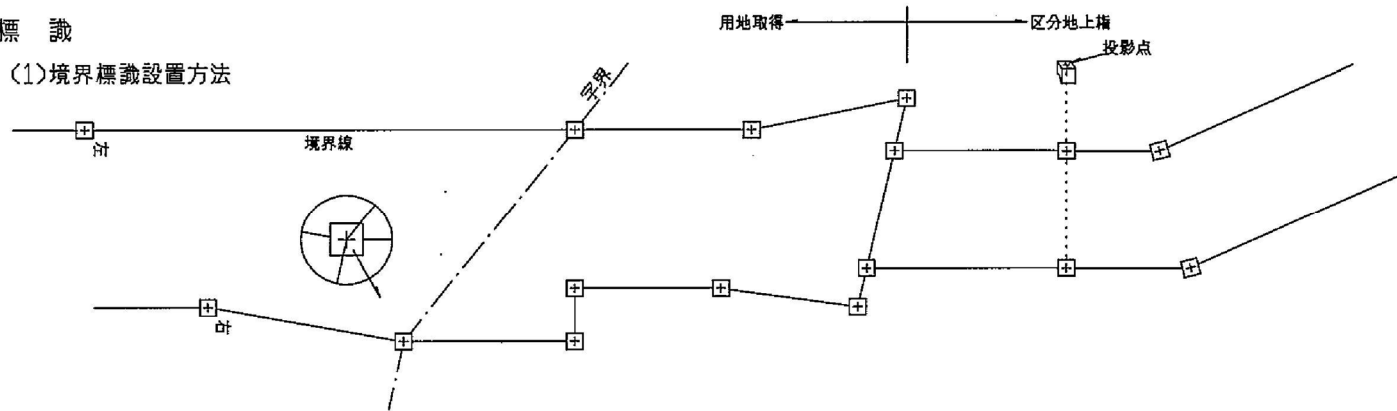 標 識
(1)境界標識設置方法
用地取得
区分地上権
投影点
字界
境界線
左
右